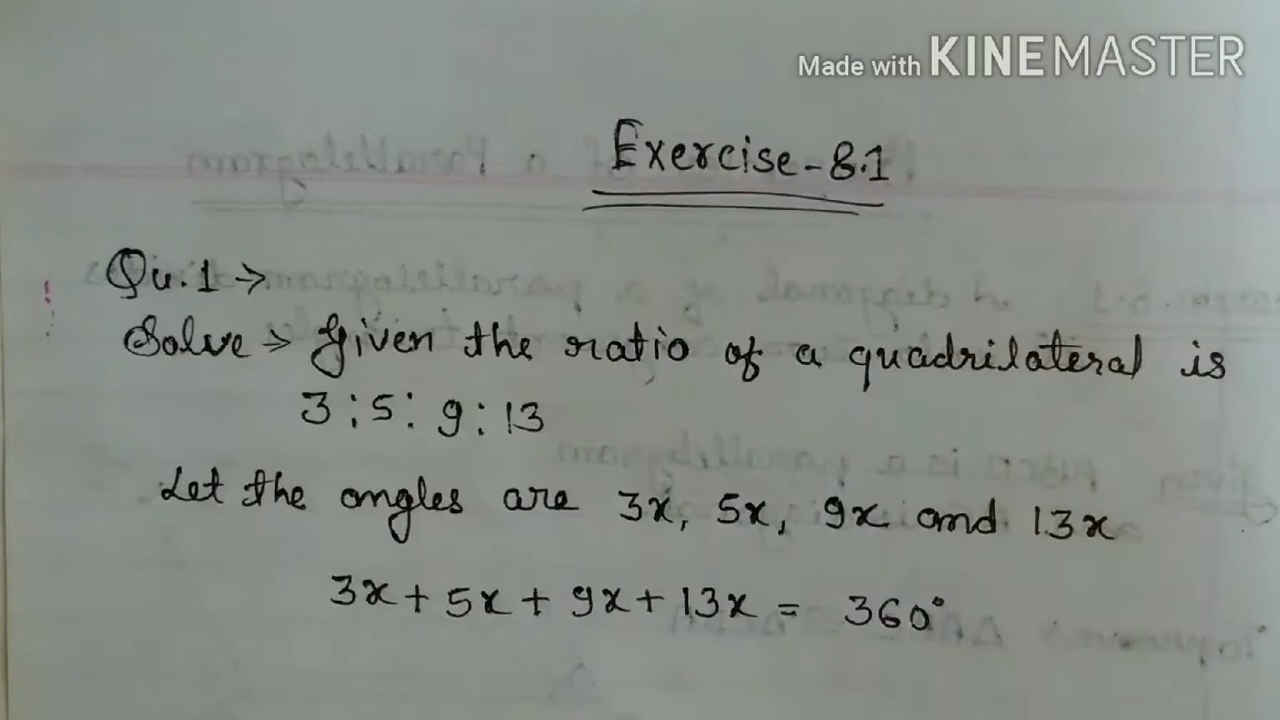 Made with KINEMASTER
Exercise-8.1
Qu.1 →
Solve > Given the ratio of a quadrilateral is
3:5:9:13
Let the angles are 3x, 5x, 9x and 13x
3x + 5x + 9x + 13x = 360°